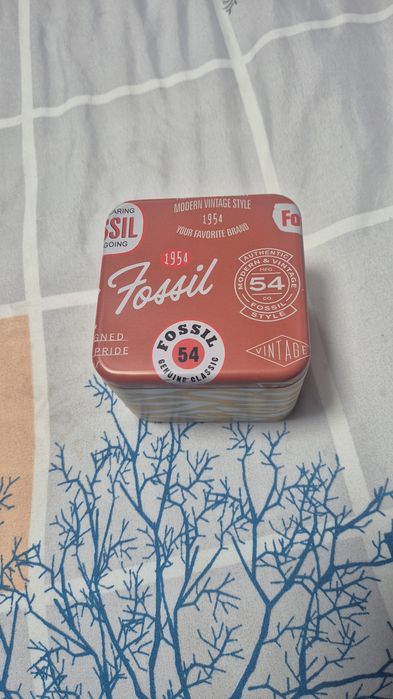 ARING
SSIL
GOING
MODERN VINTAGE STYLE
1954
YOUR FAVORITE BRAND
Fo
1954
Fossil
AUTHENTIC
MODERN & VINTAGE
MFG.
54
CO.
FOSSIL
STYLE
GNED
PRIDE
FOSSIL
54
GENUINE CLASSIC
VINTAGE